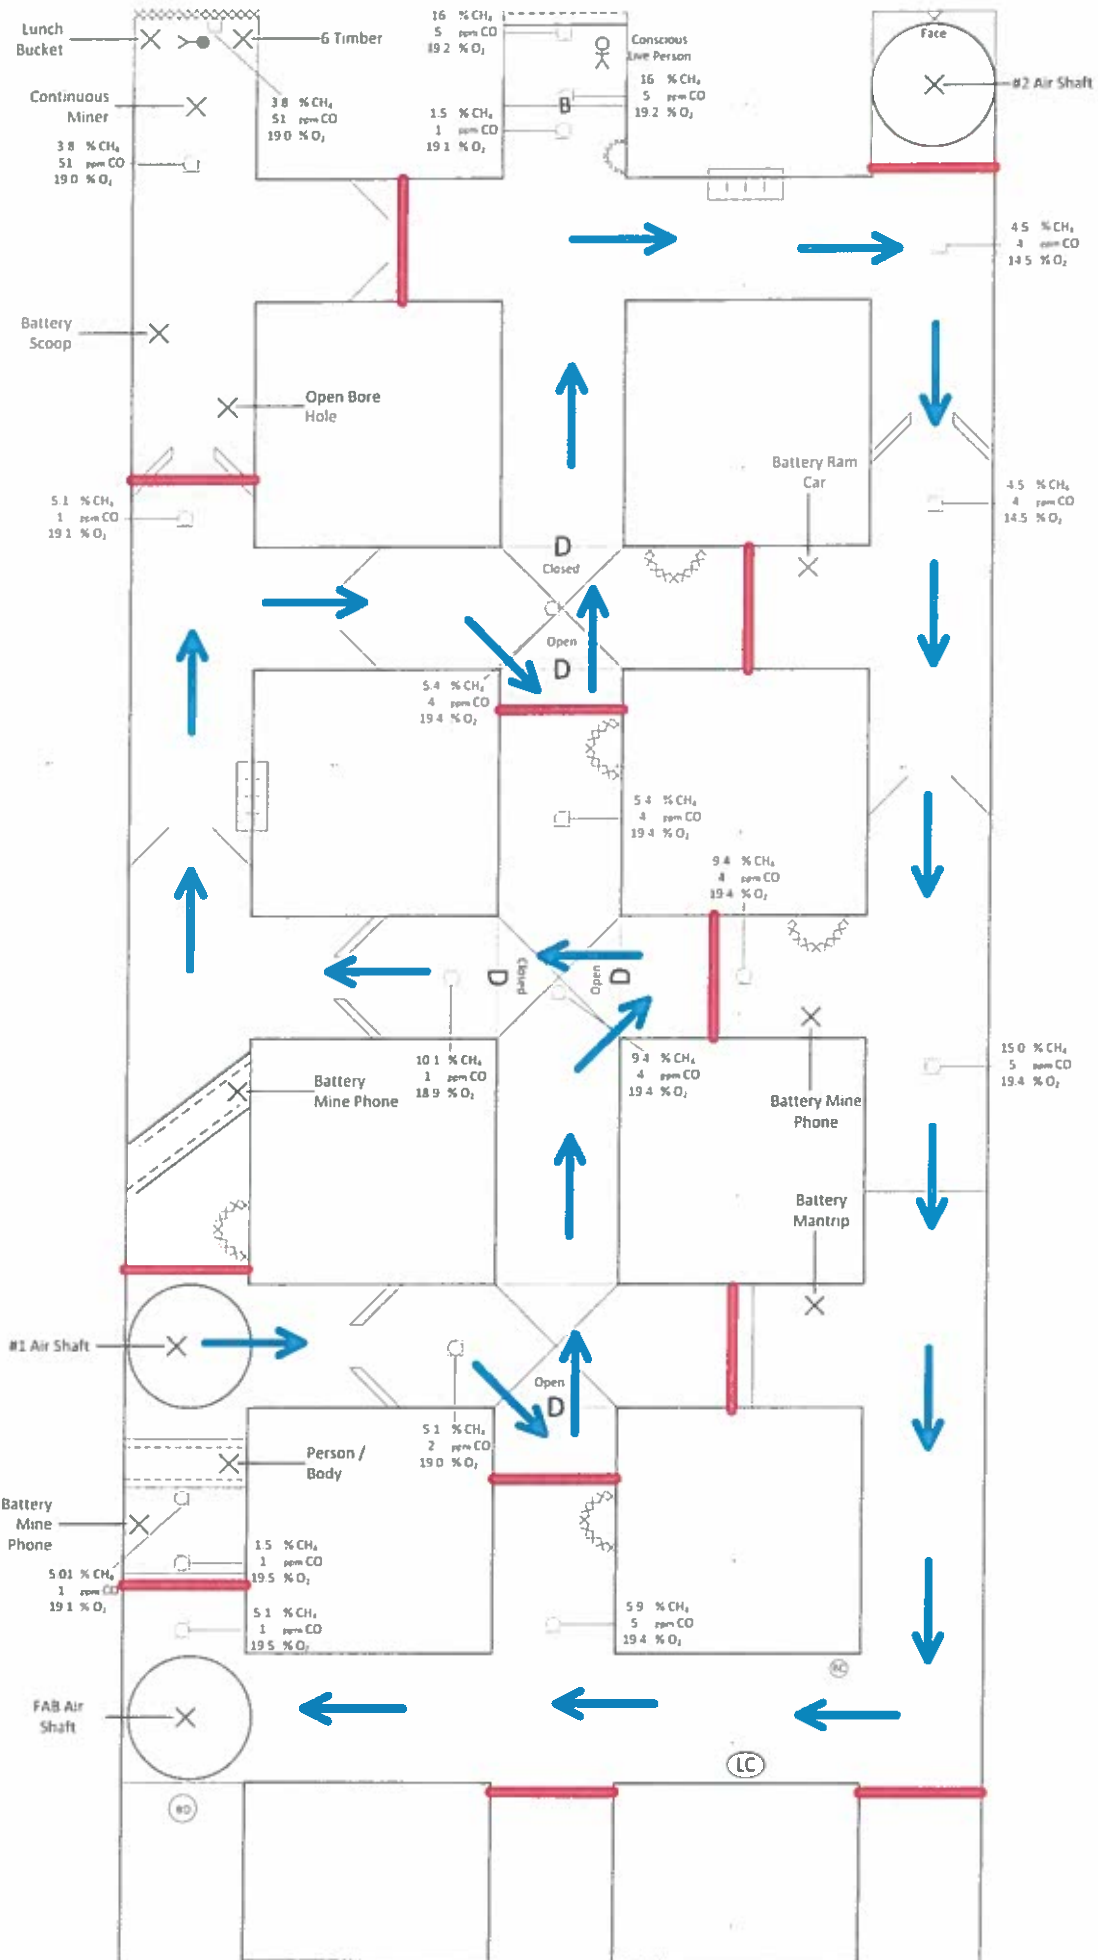 Lunch
Bucket
6 Timber
16 % CH₄
5 ppm CO
19.2 % O₂
Conscious
Live Person
Face
#2 Air Shaft
Continuous
Miner
3.8 % CH₄
51 ppm CO
19.0 % O₂
1.5 % CH₄
1 ppm CO
19.1 % O₂
B
16 % CH₄
5 ppm CO
19.2 % O₂
3.8 % CH₄
51 ppm CO
19.0 % O₂
4.5 % CH₄
4 ppm CO
14.5 % O₂
Battery
Scoop
Open Bore
Hole
Battery Ram
Car
5.1 % CH₄
1 ppm CO
19.1 % O₂
4.5 % CH₄
4 ppm CO
14.5 % O₂
D
Closed
Open
D
5.4 % CH₄
4 ppm CO
19.4 % O₂
5.4 % CH₄
4 ppm CO
19.4 % O₂
9.4 % CH₄
4 ppm CO
19.4 % O₂
D
Closed
Open
D
10.1 % CH₄
1 ppm CO
18.9 % O₂
9.4 % CH₄
4 ppm CO
19.4 % O₂
15.0 % CH₄
5 ppm CO
19.4 % O₂
Battery
Mine Phone
Battery Mine
Phone
Battery
Mantrip
#1 Air Shaft
Open
D
5.1 % CH₄
2 ppm CO
19.0 % O₂
Person /
Body
Battery
Mine
Phone
1.5 % CH₄
1 ppm CO
19.5 % O₂
5.01 % CH₄
1 ppm CO
19.1 % O₂
5.1 % CH₄
1 ppm CO
19.5 % O₂
5.9 % CH₄
5 ppm CO
19.4 % O₂
FAB Air
Shaft
LC